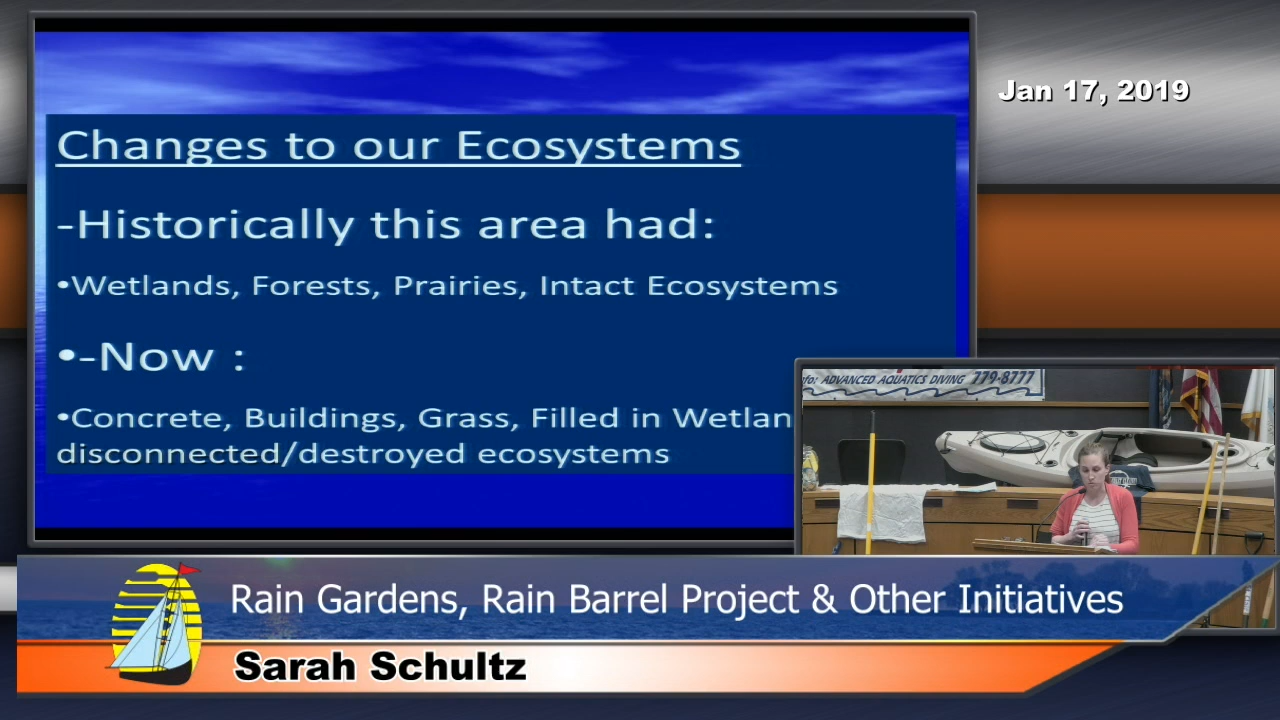 Jan 17, 2019
Changes to our Ecosystems
-Historically this area had:
•Wetlands, Forests, Prairies, Intact Ecosystems
•-Now :
•Concrete, Buildings, Grass, Filled in Wetlan
disconnected/destroyed ecosystems
ADVANCED AQUATICS DIVING 779-8777
Rain Gardens, Rain Barrel Project & Other Initiatives
Sarah Schultz